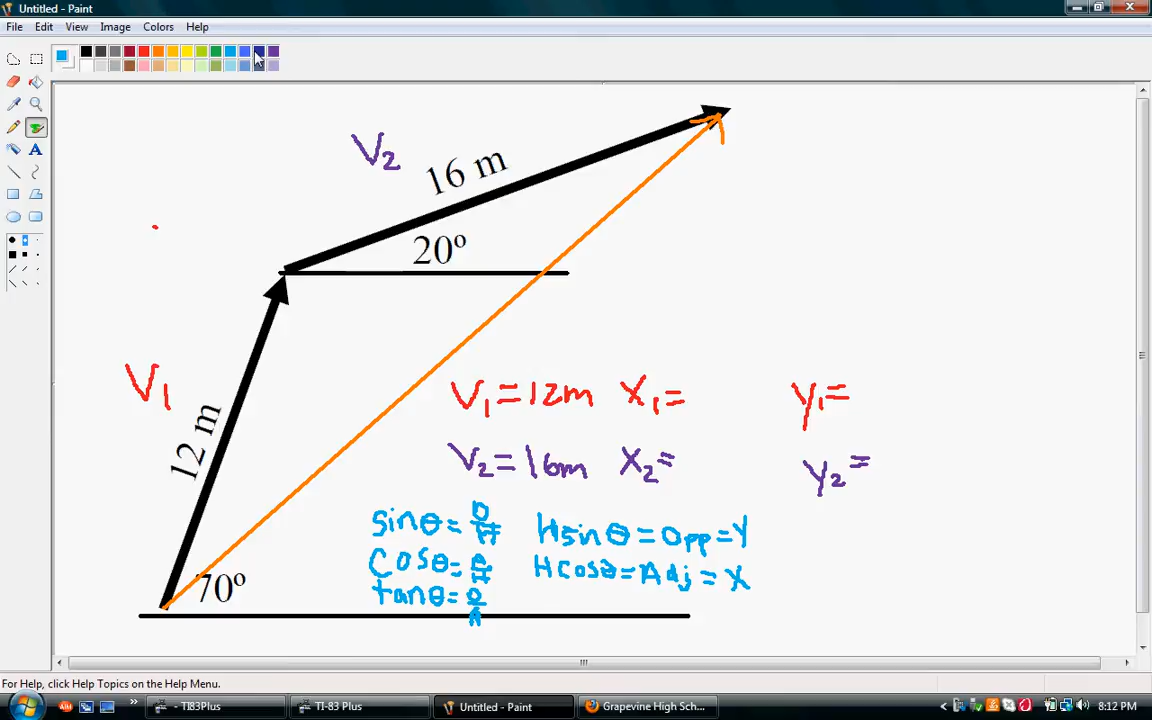 Untitled - Paint
File Edit View Image Colors Help
V₂
16 m
20º
V₁
12 m
V₁=12m X₁= y₁=
V₂=16m X₂= y₂=
sinθ=O/H Hsinθ=Opp=Y
Cosθ=A/H Hcosθ=Adj=X
tanθ=O/A
70º
For Help, click Help Topics on the Help Menu.
- TI83Plus TI-83 Plus Untitled - Paint Grapevine High Sch... 8:12 PM